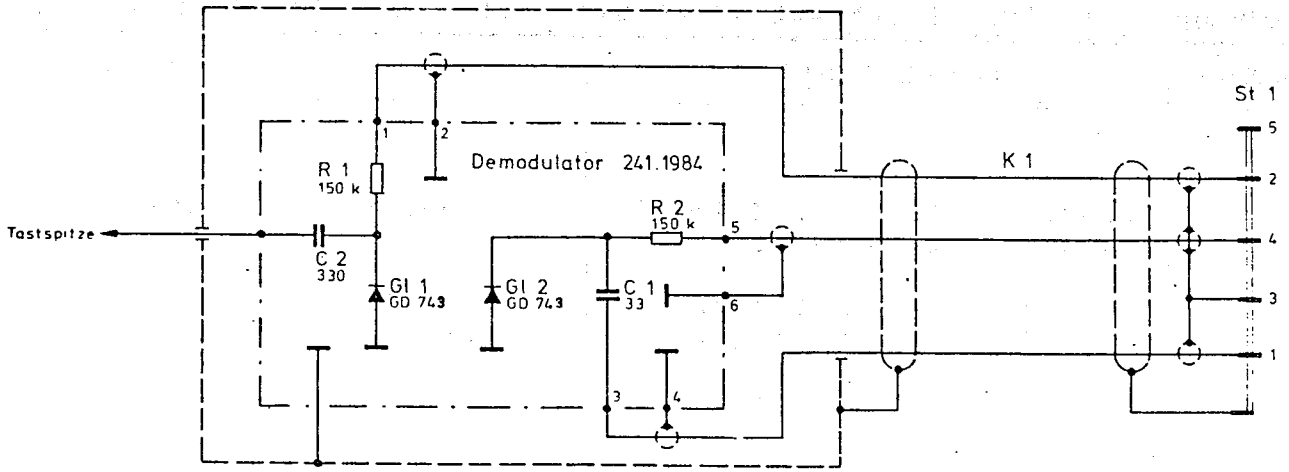 St 1
5
1
2
Demodulator 241.1984
K 1
R 1
150 k
2
R 2
150 k
5
4
Tastspitze
C 2
330
Gl 1
GD 743
Gl 2
GD 743
C 1
33
6
3
1
3
4